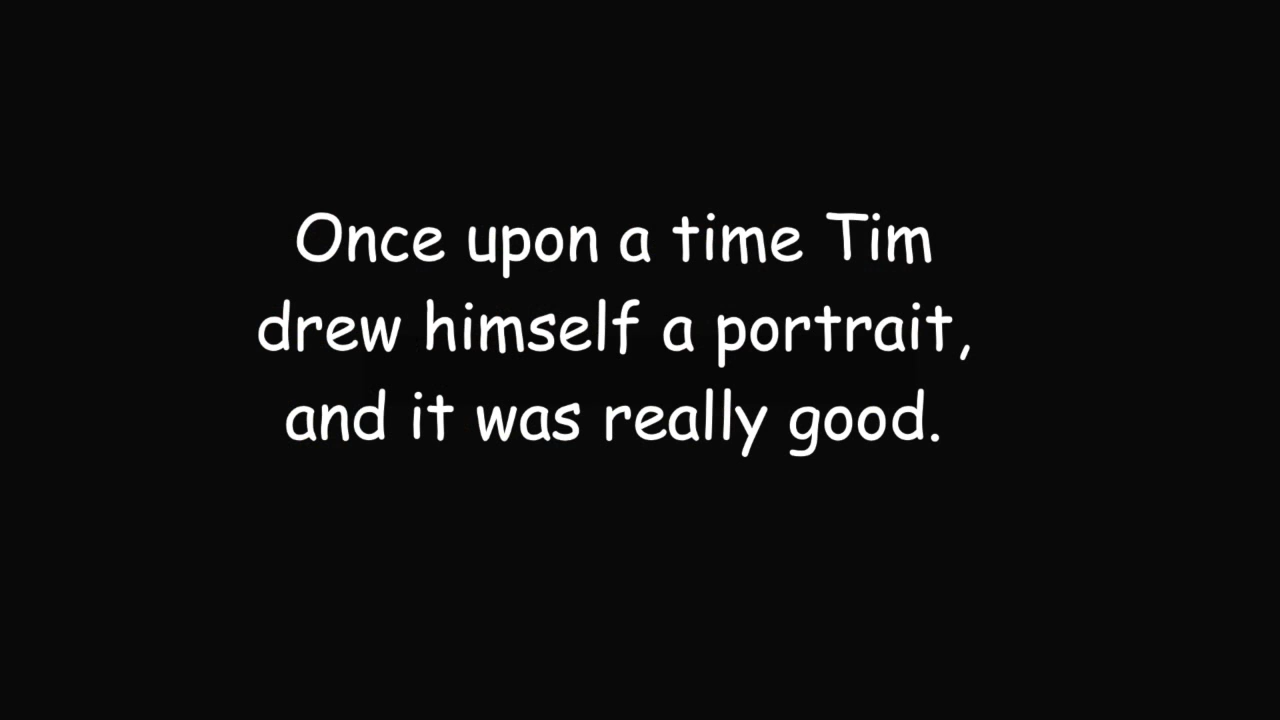 Once upon a time Tim
drew himself a portrait,
and it was really good.